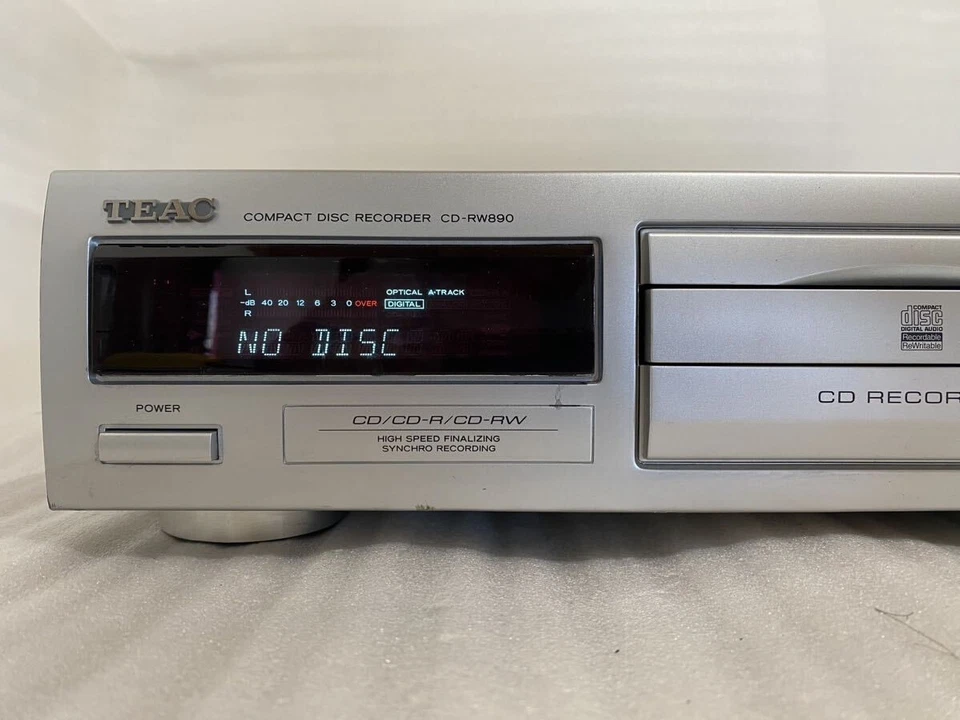 TEAC
COMPACT DISC RECORDER CD-RW890
L
OPTICAL A-TRACK
-dB 40 20 12 6 3 0 OVER DIGITAL
R
NO DISC
COMPACT
disc
DIGITAL AUDIO
Recordable
ReWritable
CD RECOR
POWER
CD/CD-R/CD-RW
HIGH SPEED FINALIZING
SYNCHRO RECORDING